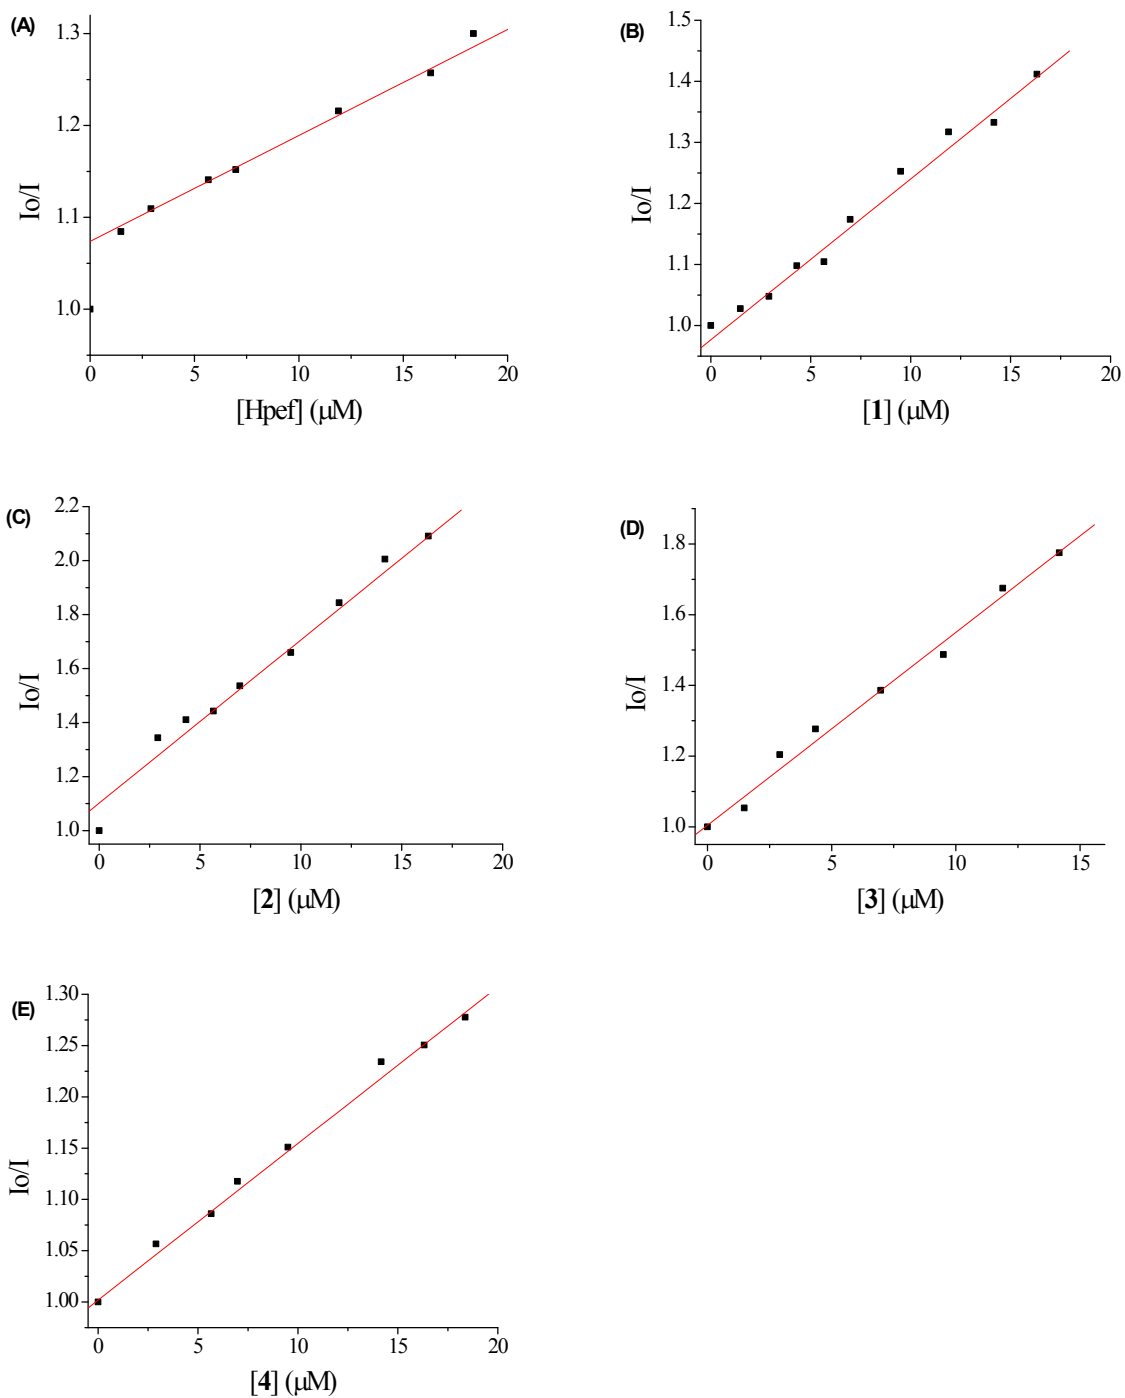 (A)
1.3
1.2
1.1
1.0
Io/I
0 5 10 15 20
[Hpef] (μM)
(B)
1.5
1.4
1.3
1.2
1.1
1.0
Io/I
0 5 10 15 20
[1] (μM)
(C)
2.2
2.0
1.8
1.6
1.4
1.2
1.0
Io/I
0 5 10 15 20
[2] (μM)
(D)
1.8
1.6
1.4
1.2
1.0
Io/I
0 5 10 15
[3] (μM)
(E)
1.30
1.25
1.20
1.15
1.10
1.05
1.00
Io/I
0 5 10 15 20
[4] (μM)